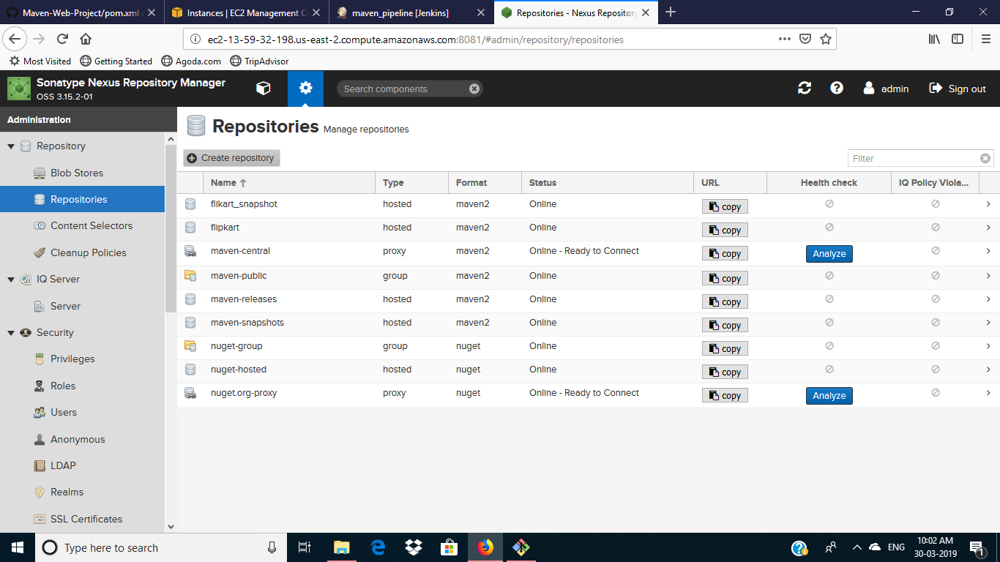 Maven-Web-Project/pom.xml
Instances | EC2 Management C
maven_pipeline [Jenkins]
Repositories - Nexus Repository
ec2-13-59-32-198.us-east-2.compute.amazonaws.com:8081/#admin/repository/repositories
Most Visited Getting Started Agoda.com TripAdvisor
Sonatype Nexus Repository Manager
OSS 3.15.2-01
Search components
admin Sign out
Administration
Repository
Blob Stores
Repositories
Content Selectors
Cleanup Policies
IQ Server
Server
Security
Privileges
Roles
Users
Anonymous
LDAP
Realms
SSL Certificates
Repositories Manage repositories
Create repository Filter
Name Type Format Status URL Health check IQ Policy Viola...
flikart_snapshot hosted maven2 Online copy
flipkart hosted maven2 Online copy
maven-central proxy maven2 Online - Ready to Connect copy Analyze
maven-public group maven2 Online copy
maven-releases hosted maven2 Online copy
maven-snapshots hosted maven2 Online copy
nuget-group group nuget Online copy
nuget-hosted hosted nuget Online copy
nuget.org-proxy proxy nuget Online - Ready to Connect copy Analyze
Type here to search
ENG
10:02 AM
30-03-2019
1